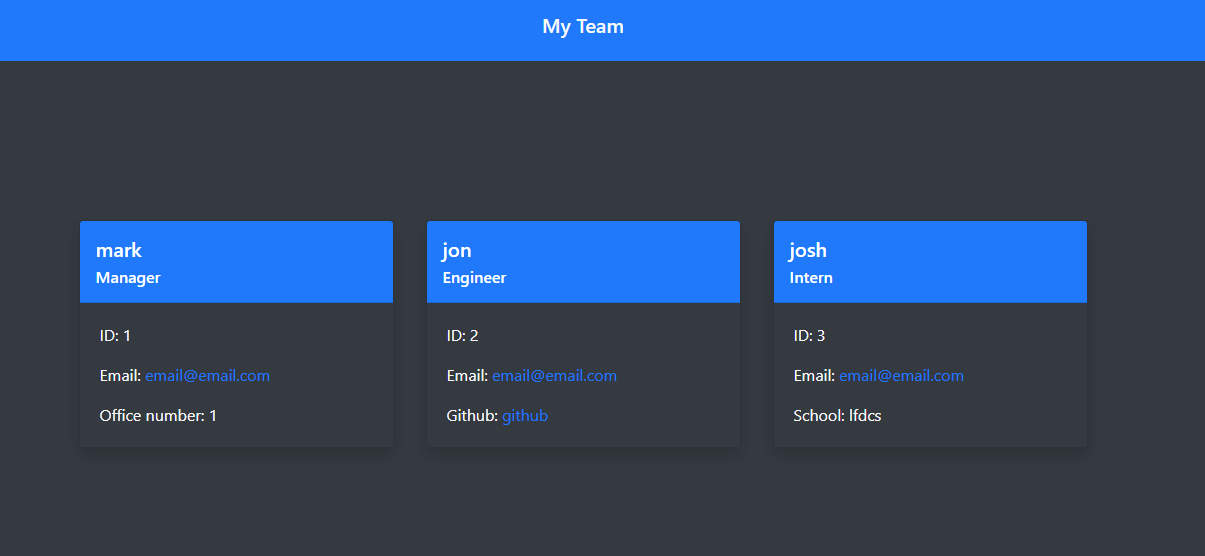 My Team
mark
Manager
ID: 1
Email: email@email.com
Office number: 1
jon
Engineer
ID: 2
Email: email@email.com
Github: github
josh
Intern
ID: 3
Email: email@email.com
School: lfdcs